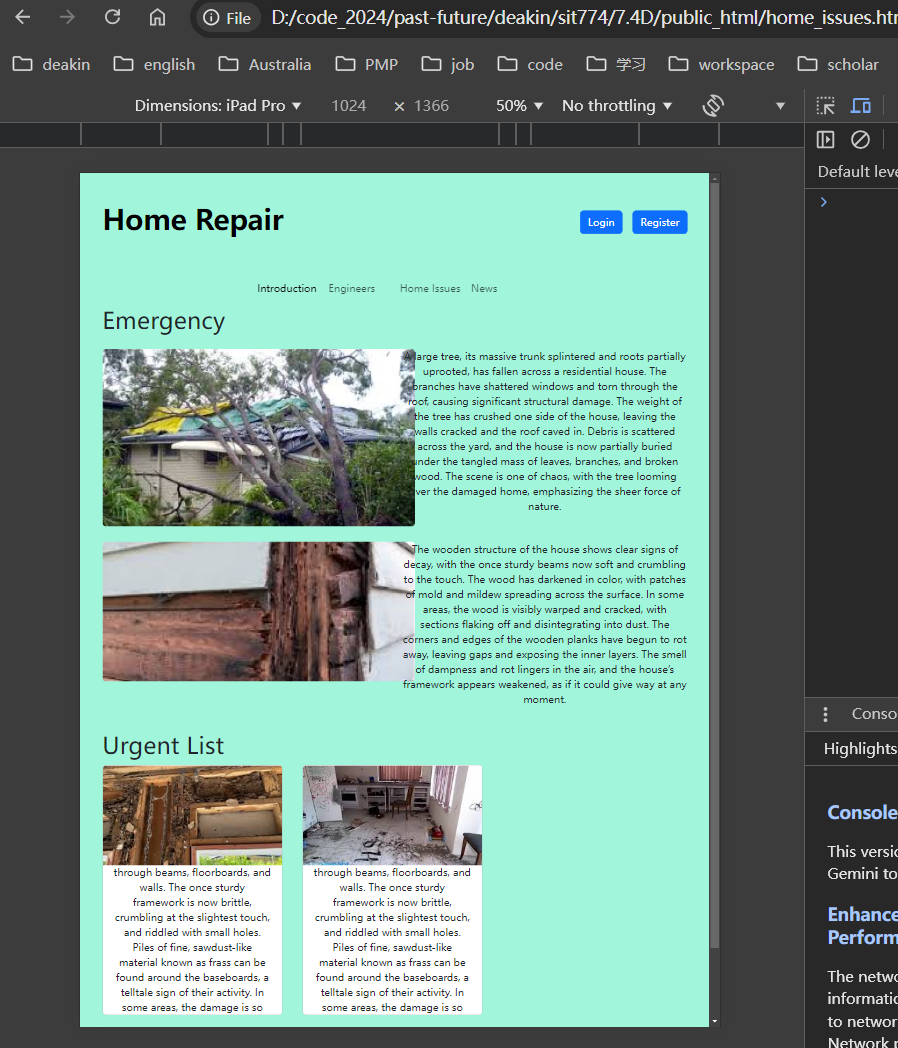 File
D:/code_2024/past-future/deakin/sit774/7.4D/public_html/home_issues.htm
deakin
english
Australia
PMP
job
code
学习
workspace
scholar
Dimensions: iPad Pro ▼ 1024 × 1366 50% ▼ No throttling ▼
Default leve
Home Repair
Login
Register
Introduction Engineers Home Issues News
Emergency
A large tree, its massive trunk splintered and roots partially
uprooted, has fallen across a residential house. The
branches have shattered windows and torn through the
roof, causing significant structural damage. The weight of
the tree has crushed one side of the house, leaving the
walls cracked and the roof caved in. Debris is scattered
across the yard, and the house is now partially buried
under the tangled mass of leaves, branches, and broken
wood. The scene is one of chaos, with the tree looming
over the damaged home, emphasizing the sheer force of
nature.
The wooden structure of the house shows clear signs of
decay, with the once sturdy beams now soft and crumbling
to the touch. The wood has darkened in color, with patches
of mold and mildew spreading across the surface. In some
areas, the wood is visibly warped and cracked, with
sections flaking off and disintegrating into dust. The
corners and edges of the wooden planks have begun to rot
away, leaving gaps and exposing the inner layers. The smell
of dampness and rot lingers in the air, and the house's
framework appears weakened, as if it could give way at any
moment.
Urgent List
through beams, floorboards, and
walls. The once sturdy
framework is now brittle,
crumbling at the slightest touch,
and riddled with small holes.
Piles of fine, sawdust-like
material known as frass can be
found around the baseboards, a
telltale sign of their activity. In
some areas, the damage is so
through beams, floorboards, and
walls. The once sturdy
framework is now brittle,
crumbling at the slightest touch,
and riddled with small holes.
Piles of fine, sawdust-like
material known as frass can be
found around the baseboards, a
telltale sign of their activity. In
some areas, the damage is so
Conso
Highlights
Console
This versio
Gemini to
Enhance
Perform
The netwo
informatio
to networ
Network p